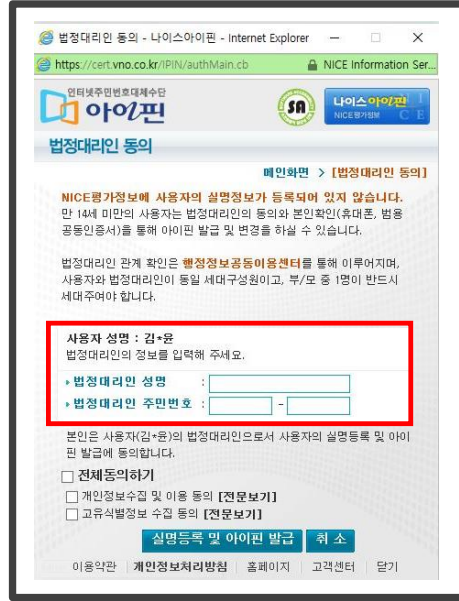 법정대리인 동의 - 나이스아이핀 - Internet Explorer
https://cert.vno.co.kr/IPIN/authMain.cb NICE Information Ser...
인터넷주민번호대체수단
아이핀
나이스아이핀
NICE평가정보
법정대리인 동의
메인화면 > [법정대리인 동의]
NICE평가정보에 사용자의 실명정보가 등록되어 있지 않습니다.
만 14세 미만의 사용자는 법정대리인의 동의와 본인확인(휴대폰, 범용
공동인증서)을 통해 아이핀 발급 및 변경을 하실 수 있습니다.
법정대리인 관계 확인은 행정정보공동이용센터를 통해 이루어지며,
사용자와 법정대리인이 동일 세대구성원이고, 부/모 중 1명이 반드시
세대주여야 합니다.
사용자 성명 : 김*윤
법정대리인의 정보를 입력해 주세요.
법정대리인 성명 :
법정대리인 주민번호 : -
본인은 사용자(김*윤)의 법정대리인으로서 사용자의 실명등록 및 아이
핀 발급에 동의합니다.
전체동의하기
개인정보수집 및 이용 동의 [전문보기]
고유식별정보 수집 동의 [전문보기]
실명등록 및 아이핀 발급 취 소
이용약관 개인정보처리방침 홈페이지 고객센터 닫기